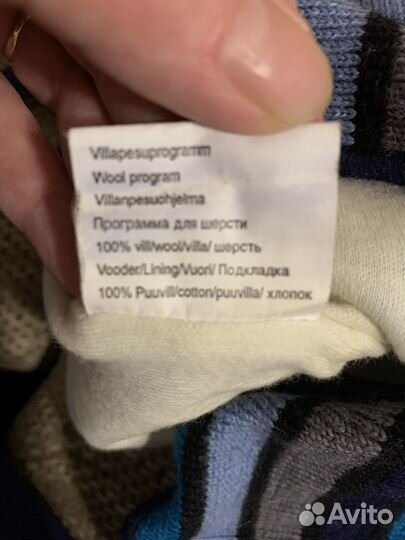 Villapesuprogramm
Wool program
Villanpesuohjelma
Программа для шерсти
100% vill/wool/villa/ шерсть
Vooder/Lining/Vuori/ Подкладка
100% Puuvill/cotton/puuvilla/ хлопок
Avito